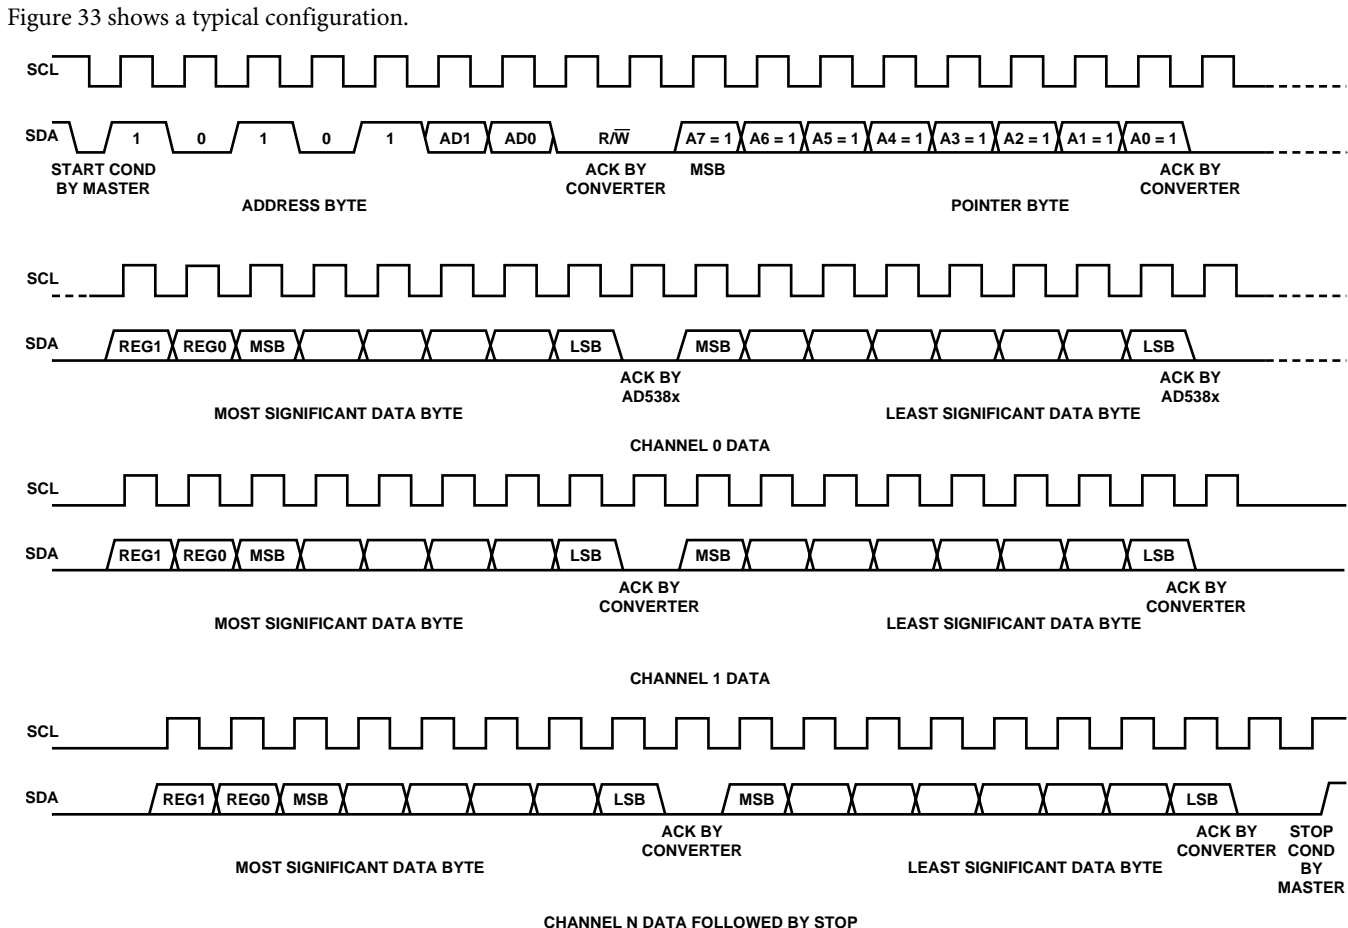 Figure 33 shows a typical configuration.
SCL
SDA 1 0 1 0 1 AD1 AD0 R/W̅ A7 = 1 A6 = 1 A5 = 1 A4 = 1 A3 = 1 A2 = 1 A1 = 1 A0 = 1
START COND BY MASTER
ACK BY CONVERTER
MSB
ACK BY CONVERTER
ADDRESS BYTE
POINTER BYTE
SCL
SDA REG1 REG0 MSB LSB MSB LSB
ACK BY AD538x
ACK BY AD538x
MOST SIGNIFICANT DATA BYTE
LEAST SIGNIFICANT DATA BYTE
CHANNEL 0 DATA
SCL
SDA REG1 REG0 MSB LSB MSB LSB
ACK BY CONVERTER
ACK BY CONVERTER
MOST SIGNIFICANT DATA BYTE
LEAST SIGNIFICANT DATA BYTE
CHANNEL 1 DATA
SCL
SDA REG1 REG0 MSB LSB MSB LSB
ACK BY CONVERTER
ACK BY CONVERTER
STOP COND BY MASTER
MOST SIGNIFICANT DATA BYTE
LEAST SIGNIFICANT DATA BYTE
CHANNEL N DATA FOLLOWED BY STOP